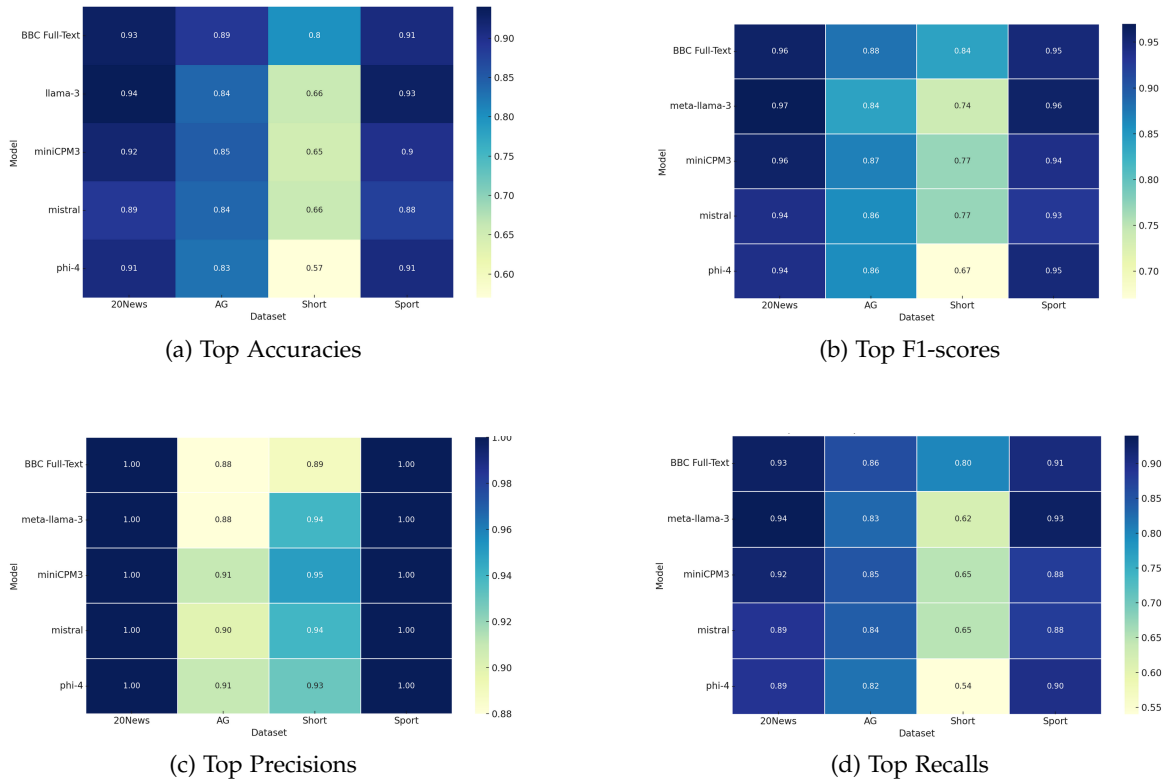 BBC Full-Text 0.93 0.89 0.8 0.91
llama-3 0.94 0.84 0.66 0.93
miniCPM3 0.92 0.85 0.65 0.9
mistral 0.89 0.84 0.66 0.88
phi-4 0.91 0.83 0.57 0.91
Model
20News AG Short Sport
Dataset
0.90
0.85
0.80
0.75
0.70
0.65
0.60
(a) Top Accuracies
BBC Full-Text 0.96 0.88 0.84 0.95
meta-llama-3 0.97 0.84 0.74 0.96
miniCPM3 0.96 0.87 0.77 0.94
mistral 0.94 0.86 0.77 0.93
phi-4 0.94 0.86 0.67 0.95
Model
20News AG Short Sport
Dataset
0.95
0.90
0.85
0.80
0.75
0.70
(b) Top F1-scores
BBC Full-Text 1.00 0.88 0.89 1.00
meta-llama-3 1.00 0.88 0.94 1.00
miniCPM3 1.00 0.91 0.95 1.00
mistral 1.00 0.90 0.94 1.00
phi-4 1.00 0.91 0.93 1.00
Model
20News AG Short Sport
Dataset
1.00
0.98
0.96
0.94
0.92
0.90
0.88
(c) Top Precisions
BBC Full-Text 0.93 0.86 0.80 0.91
meta-llama-3 0.94 0.83 0.62 0.93
miniCPM3 0.92 0.85 0.65 0.88
mistral 0.89 0.84 0.65 0.88
phi-4 0.89 0.82 0.54 0.90
Model
20News AG Short Sport
Dataset
0.90
0.85
0.80
0.75
0.70
0.65
0.60
0.55
(d) Top Recalls